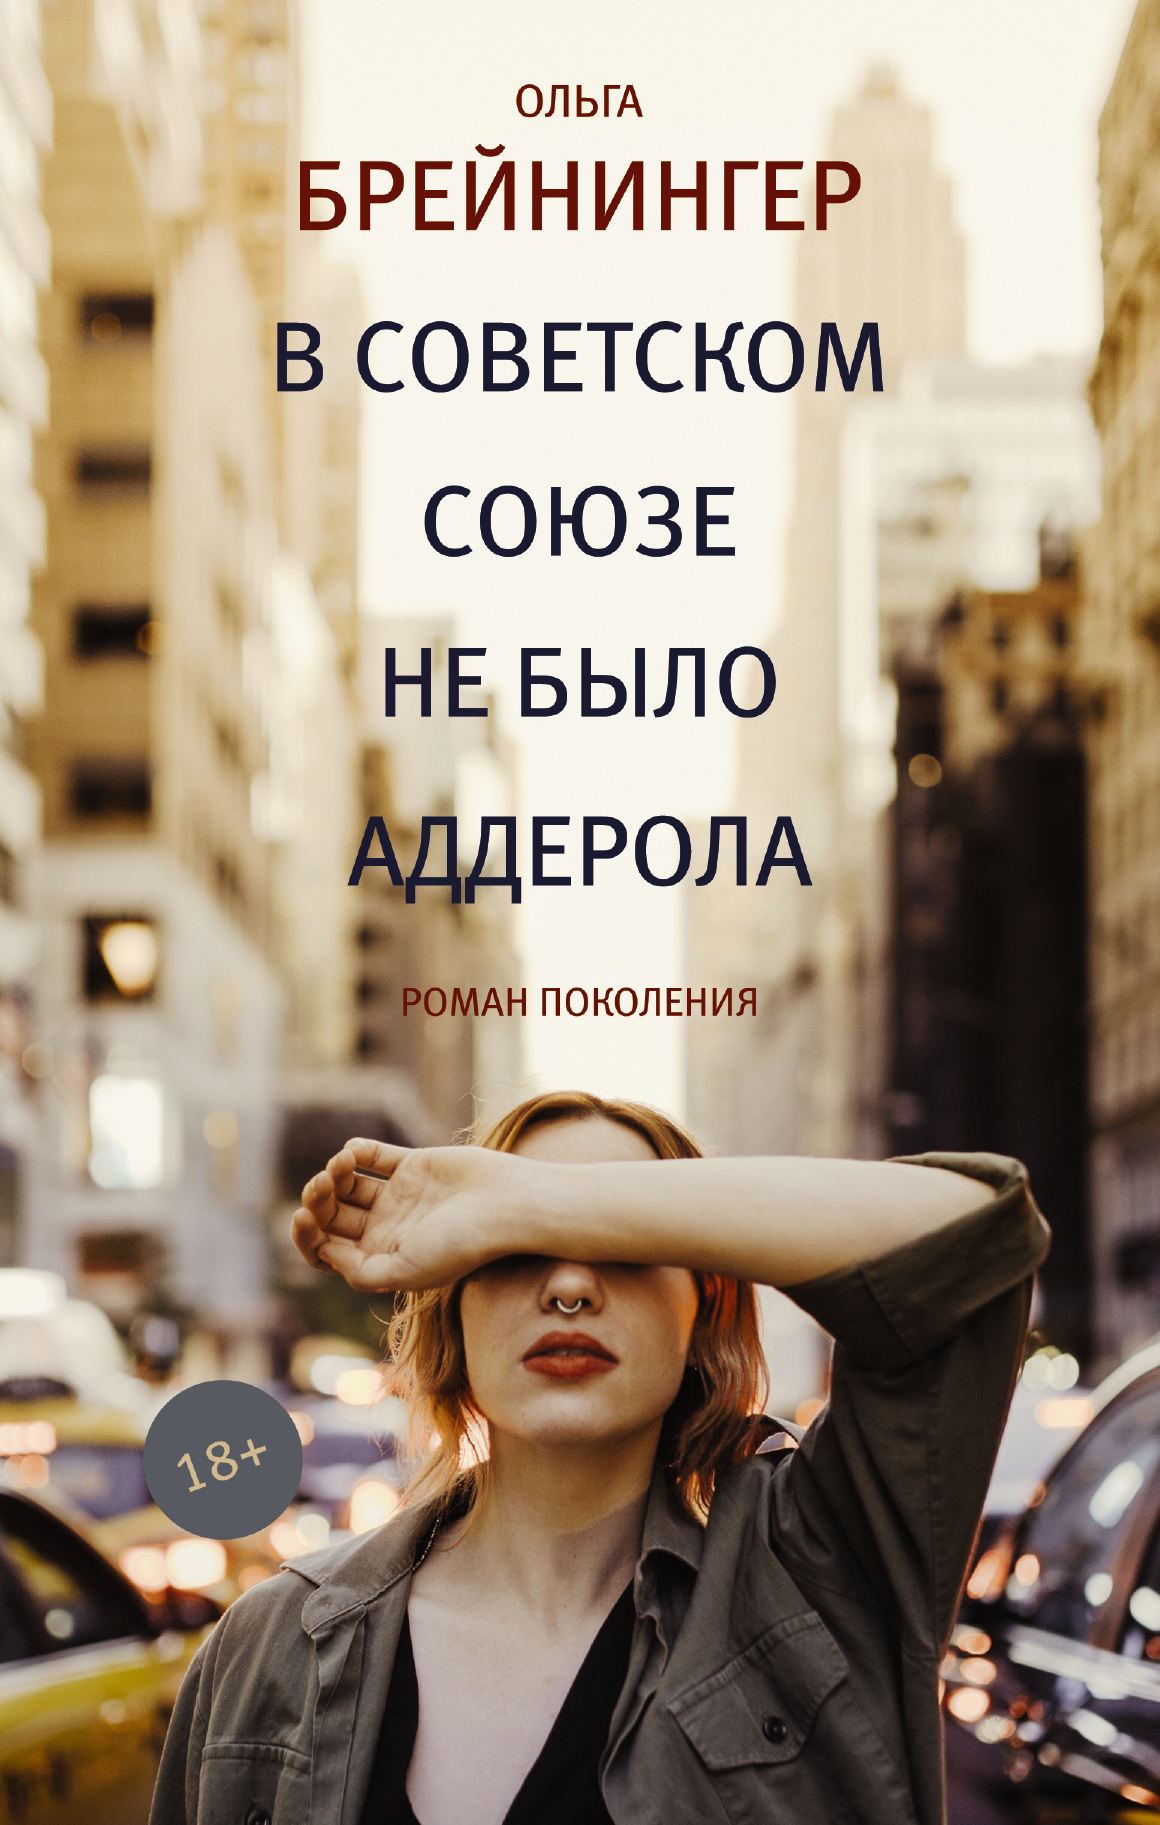 ОЛЬГА
БРЕЙНИНГЕР
В СОВЕТСКОМ
СОЮЗЕ
НЕ БЫЛО
АДДЕРОЛА
РОМАН ПОКОЛЕНИЯ
18+